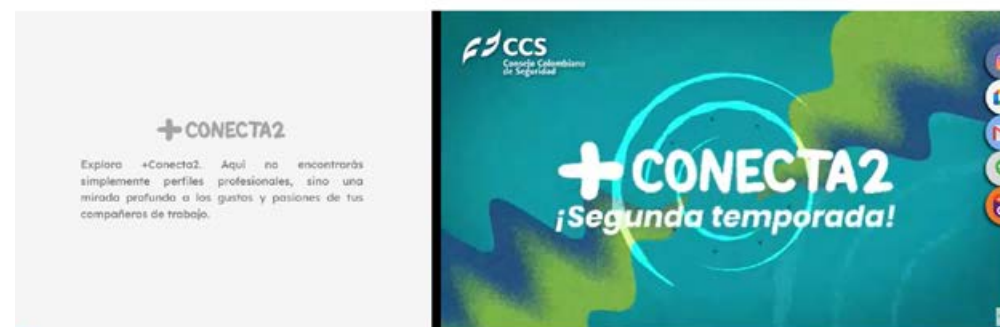 +CONECTA2
Explora +Conecta2. Aquí no encontrarás
simplemente perfiles profesionales, sino una
mirada profunda a los gustos y pasiones de tus
compañeros de trabajo.
CCS
Consejo Colombiano
de Seguridad
+CONECTA2
¡Segunda temporada!